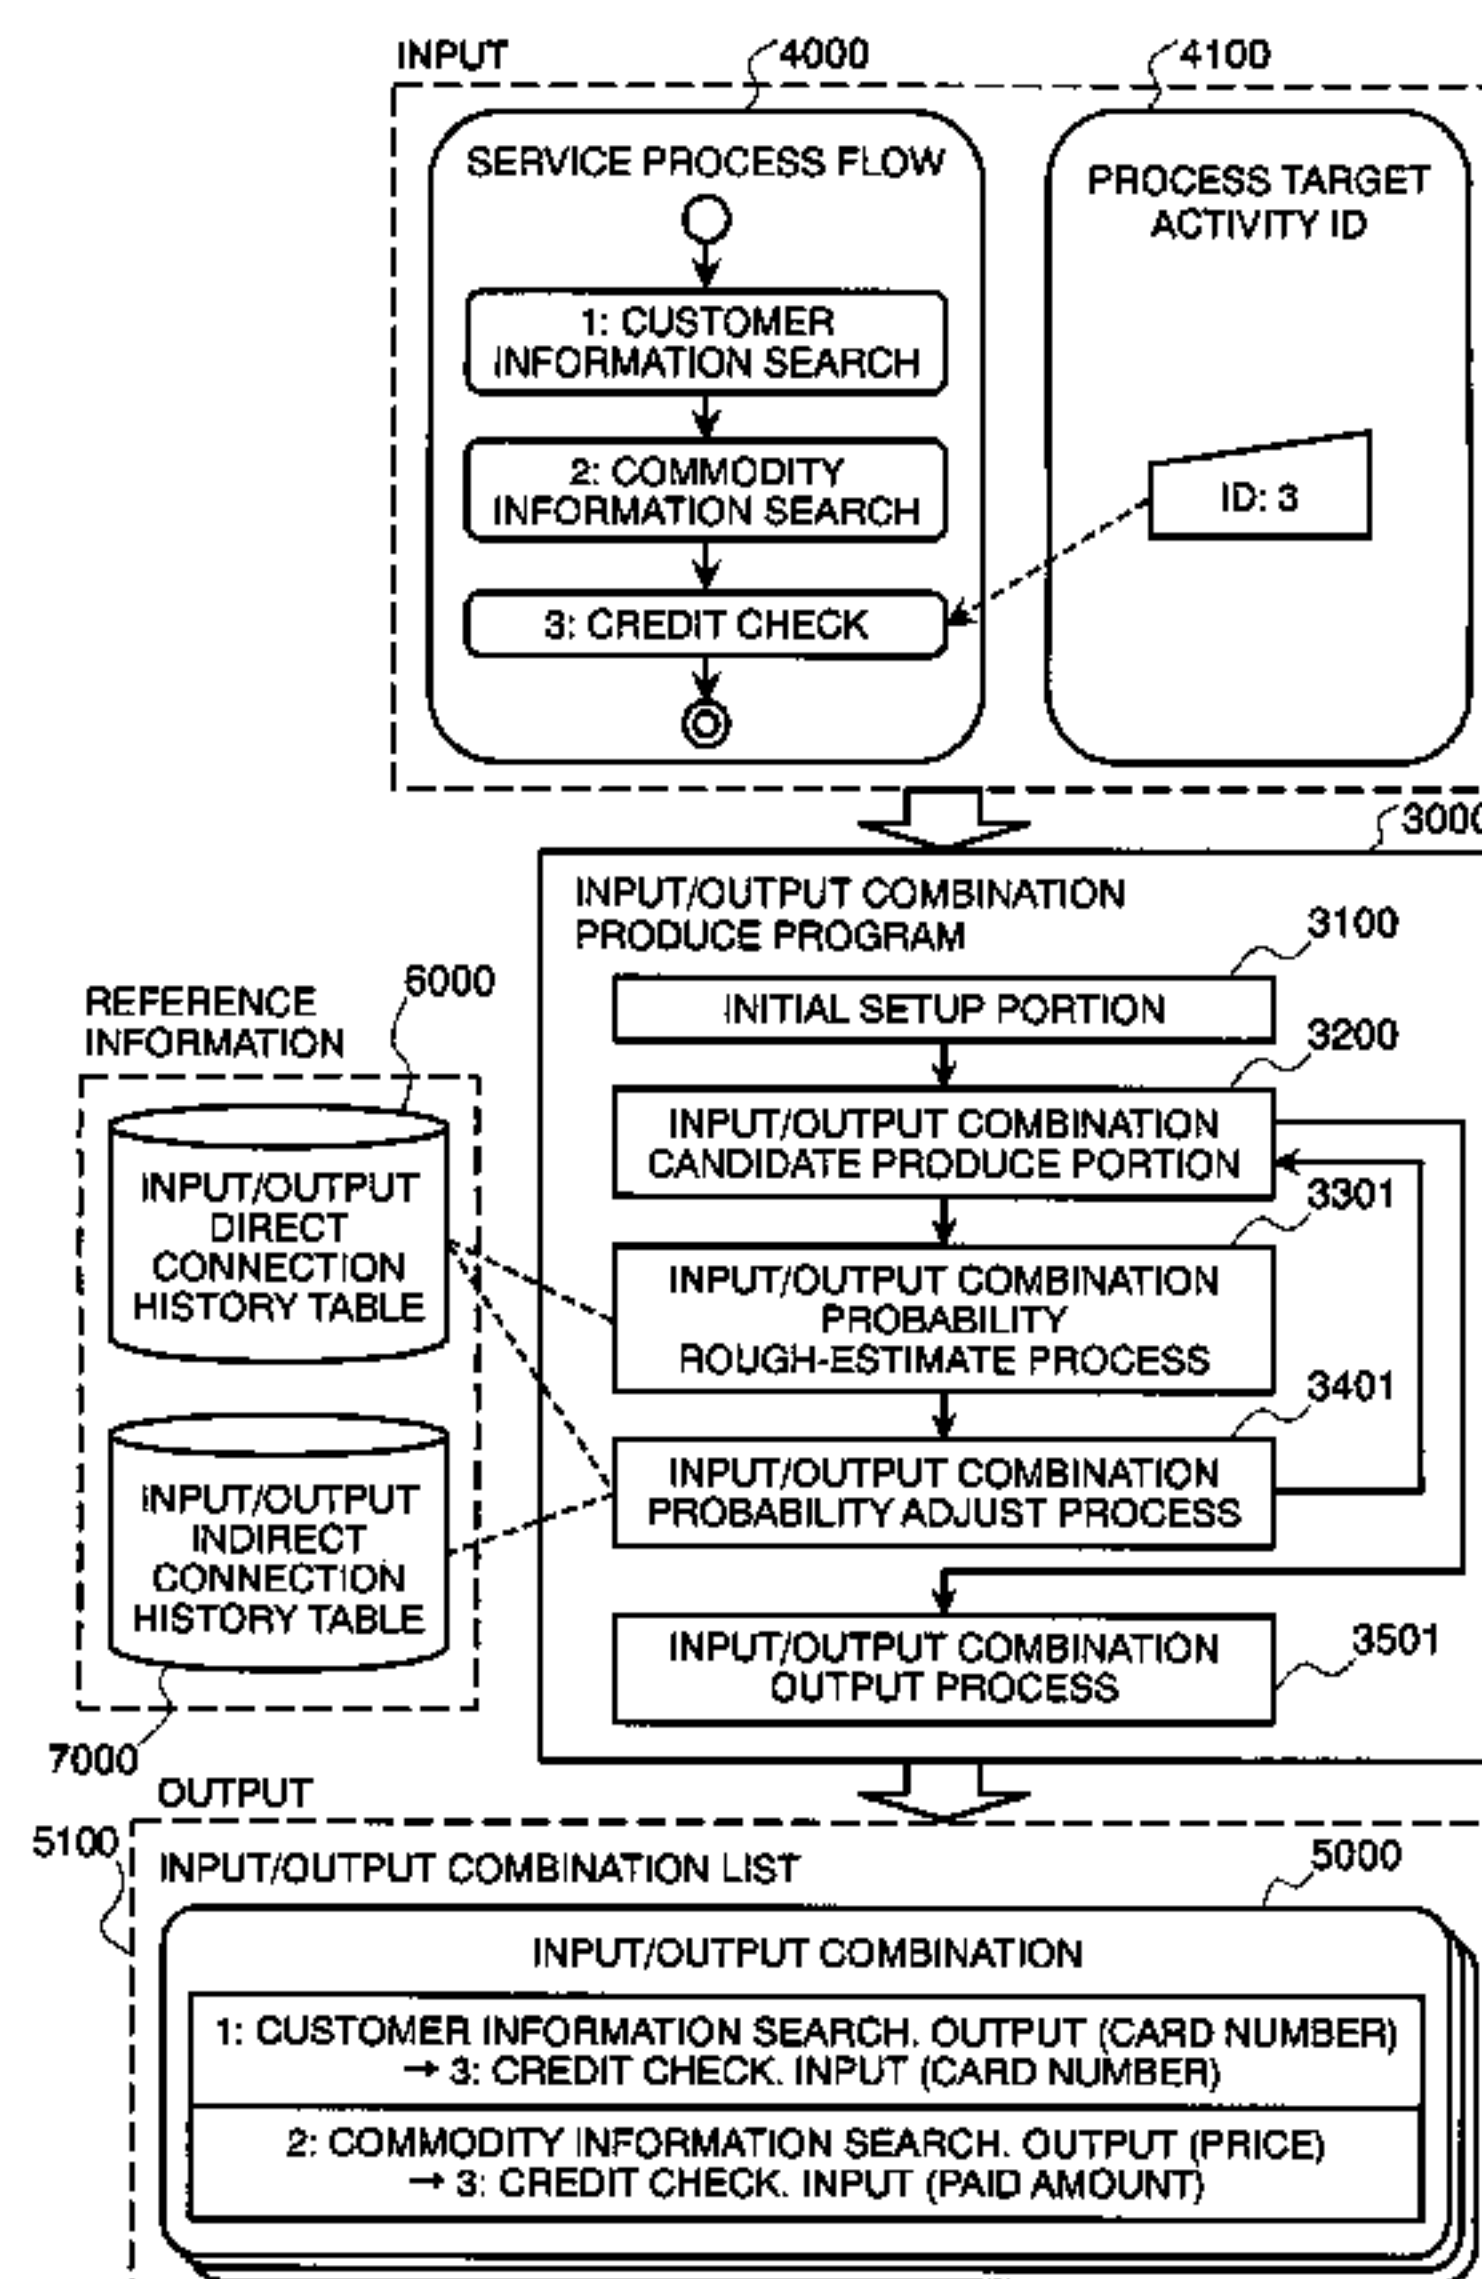 INPUT
4000
4100
SERVICE PROCESS FLOW
1: CUSTOMER
INFORMATION SEARCH
2: COMMODITY
INFORMATION SEARCH
3: CREDIT CHECK
PROCESS TARGET
ACTIVITY ID
ID: 3
3000
INPUT/OUTPUT COMBINATION
PRODUCE PROGRAM
3100
INITIAL SETUP PORTION
3200
INPUT/OUTPUT COMBINATION
CANDIDATE PRODUCE PORTION
3301
INPUT/OUTPUT COMBINATION
PROBABILITY
ROUGH-ESTIMATE PROCESS
3401
INPUT/OUTPUT COMBINATION
PROBABILITY ADJUST PROCESS
INPUT/OUTPUT COMBINATION
OUTPUT PROCESS
3501
REFERENCE
INFORMATION
6000
INPUT/OUTPUT
DIRECT
CONNECTION
HISTORY TABLE
INPUT/OUTPUT
INDIRECT
CONNECTION
HISTORY TABLE
7000
OUTPUT
5100
INPUT/OUTPUT COMBINATION LIST
5000
INPUT/OUTPUT COMBINATION
1: CUSTOMER INFORMATION SEARCH. OUTPUT (CARD NUMBER)
→ 3: CREDIT CHECK. INPUT (CARD NUMBER)
2: COMMODITY INFORMATION SEARCH. OUTPUT (PRICE)
→ 3: CREDIT CHECK. INPUT (PAID AMOUNT)